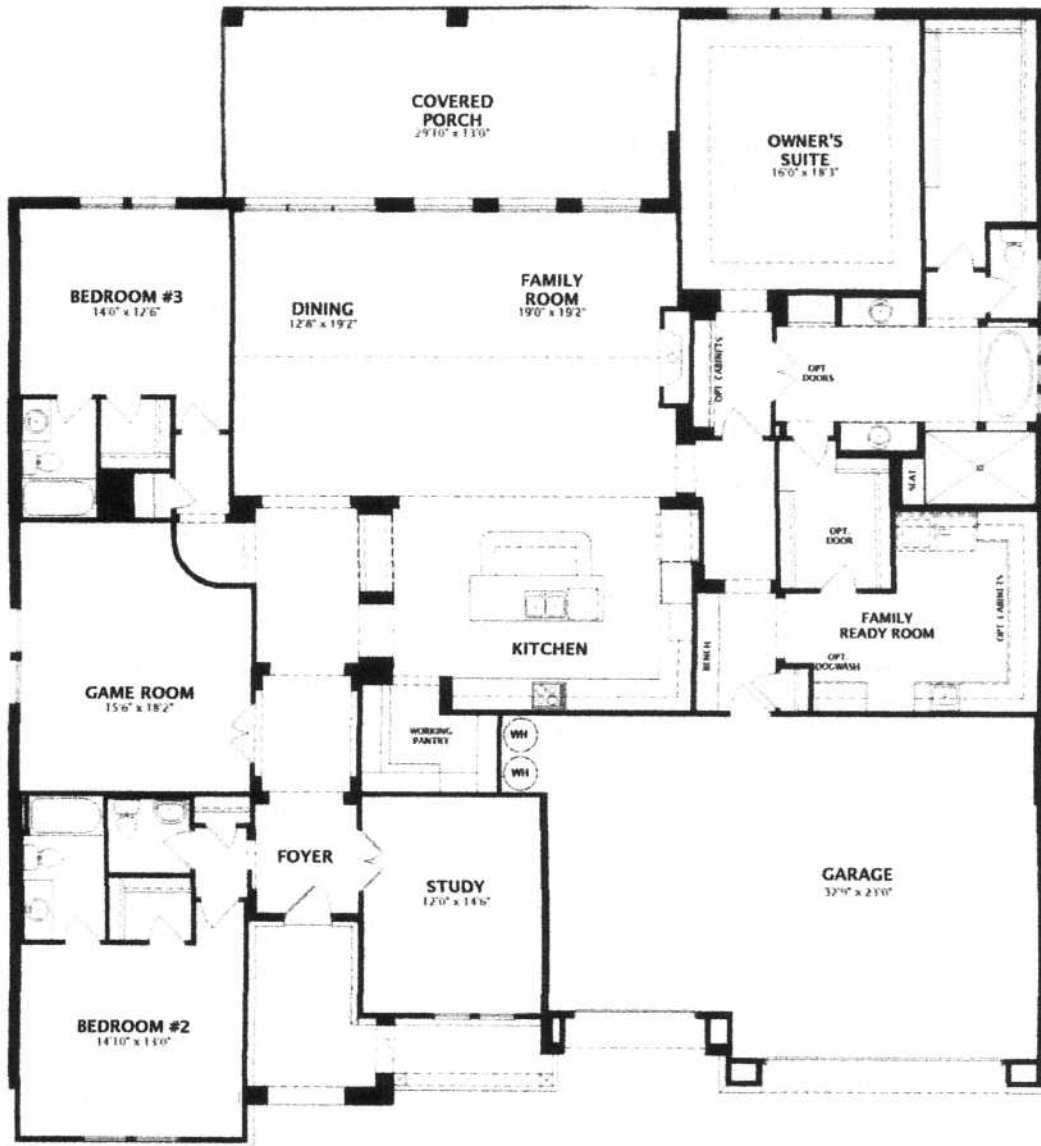 COVERED
PORCH
29'10" x 13'0"
OWNER'S
SUITE
16'0" x 18'3"
BEDROOM #3
14'0" x 12'6"
DINING
12'8" x 19'2"
FAMILY
ROOM
19'0" x 19'2"
OPT CABINETS
OPT
DOORS
SEAT
OPT.
DOOR
OPT CABINETS
FAMILY
READY ROOM
OPT.
DOGWASH
BENCH
KITCHEN
GAME ROOM
15'6" x 18'2"
WORKING
PANTRY
WH
WH
FOYER
STUDY
12'0" x 14'6"
GARAGE
32'9" x 23'0"
BEDROOM #2
14'10" x 13'0"